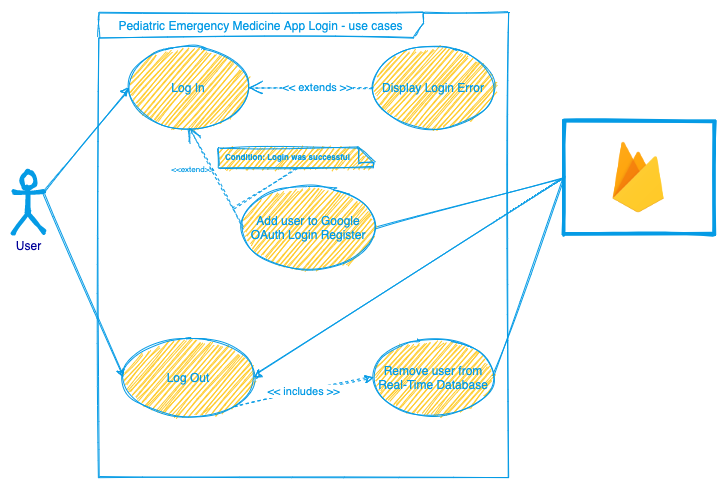 Pediatric Emergency Medicine App Login - use cases
Log In
<< extends >>
Display Login Error
Condition: Login was successful
<<extend>>
Add user to Google
OAuth Login Register
User
Log Out
<< includes >>
Remove user from
Real-Time Database